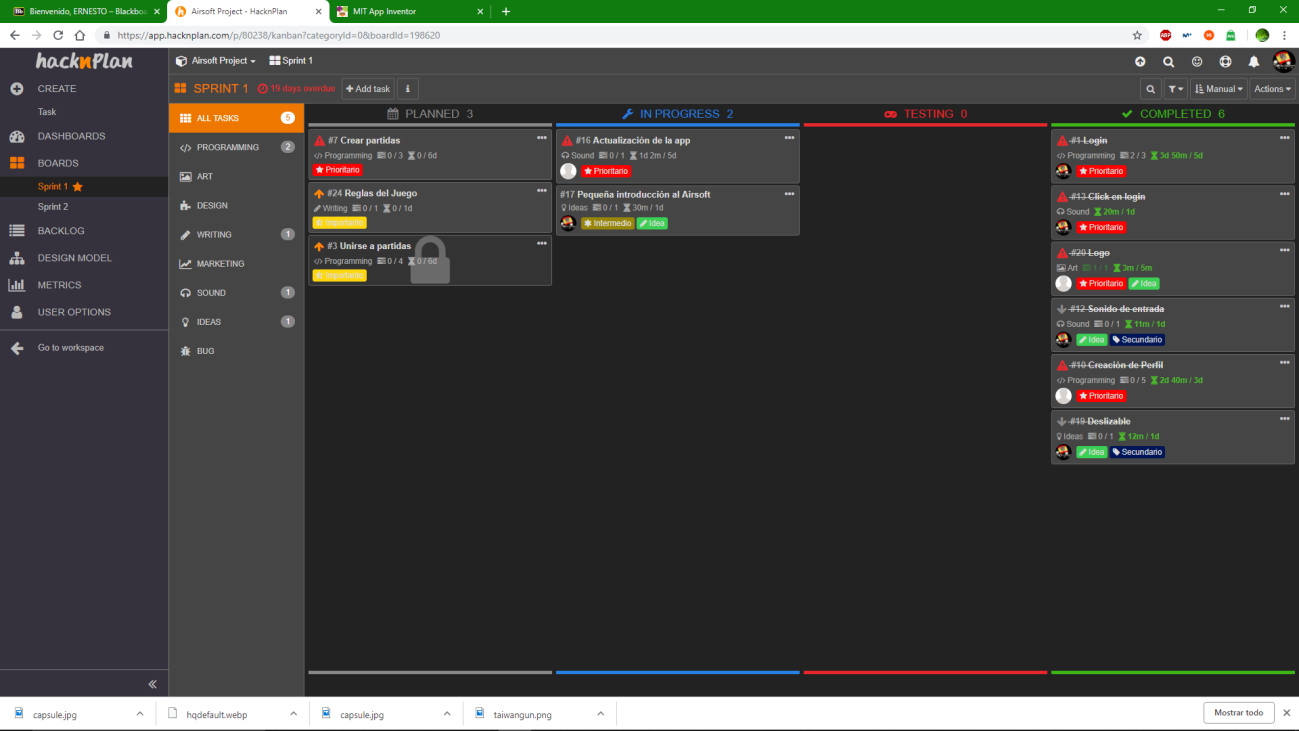 Bienvenido, ERNESTO – Blackboa
Airsoft Project - HacknPlan
MIT App Inventor
https://app.hacknplan.com/p/80238/kanban?categoryId=0&boardId=198620
hacknPlan
Airsoft Project
Sprint 1
CREATE
Task
DASHBOARDS
BOARDS
Sprint 1
Sprint 2
BACKLOG
DESIGN MODEL
METRICS
USER OPTIONS
Go to workspace
SPRINT 1
19 days overdue
Add task
Manual
Actions
ALL TASKS 5
PROGRAMMING 2
ART
DESIGN
WRITING 1
MARKETING
SOUND 1
IDEAS 1
BUG
PLANNED 3
#7 Crear partidas
Programming 0 / 3 0 / 6d
Prioritario
#24 Reglas del Juego
Writing 0 / 1 0 / 1d
#3 Unirse a partidas
Programming 0 / 4 0 / 6d
IN PROGRESS 2
#16 Actualización de la app
Sound 0 / 1 1d 2m / 5d
Prioritario
#17 Pequeña introducción al Airsoft
Ideas 0 / 1 30m / 1d
Intermedio Idea
TESTING 0
COMPLETED 6
#1 Login
Programming 2 / 3 3d 50m / 5d
Prioritario
#13 Click en login
Sound 20m / 1d
Prioritario
#20 Logo
Art 1 / 1 3m / 5m
Prioritario Idea
#12 Sonido de entrada
Sound 0 / 1 11m / 1d
Idea Secundario
#10 Creación de Perfil
Programming 0 / 5 2d 40m / 3d
Prioritario
#19 Deslizable
Ideas 0 / 1 12m / 1d
Idea Secundario
capsule.jpg
hqdefault.webp
capsule.jpg
taiwangun.png
Mostrar todo